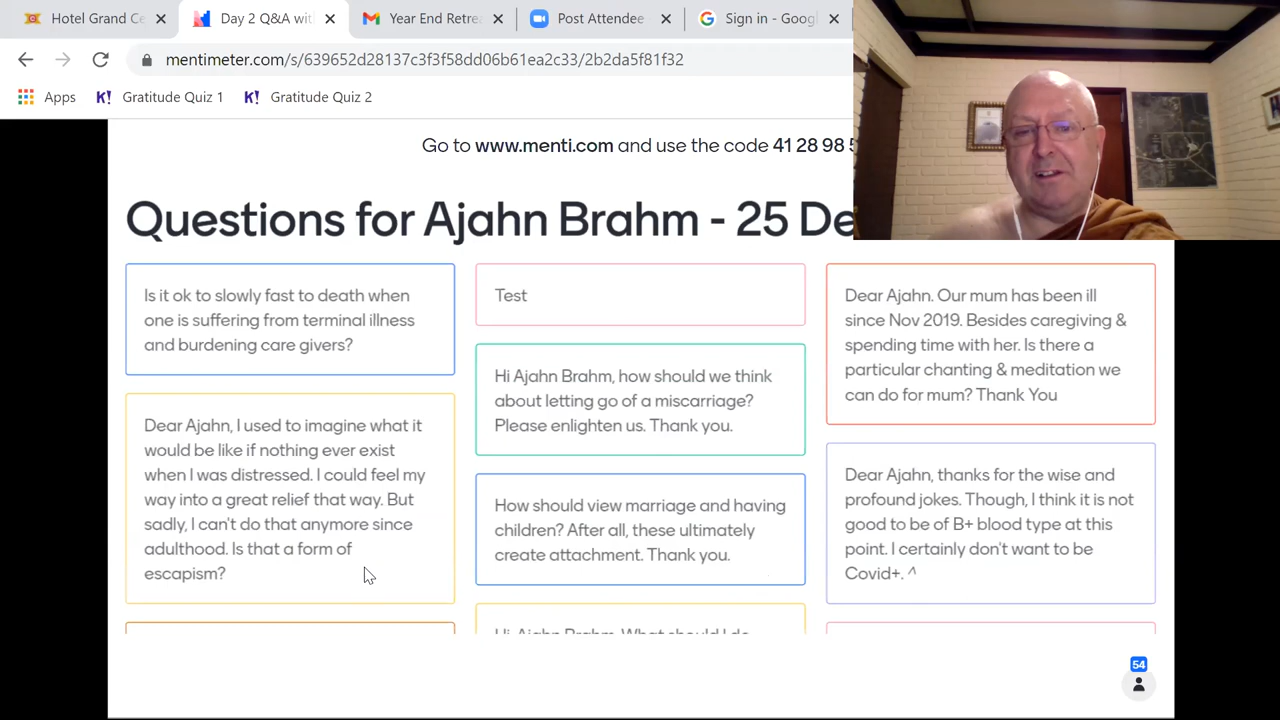 Hotel Grand Ce
Day 2 Q&A wit
Year End Retre
Post Attendee
Sign in - Googl
mentimeter.com/s/639652d28137c3f3f58dd06b61ea2c33/2b2da5f81f32
Apps
K! Gratitude Quiz 1
K! Gratitude Quiz 2
Go to www.menti.com and use the code 41 28 98 5
Questions for Ajahn Brahm - 25 De
Is it ok to slowly fast to death when
one is suffering from terminal illness
and burdening care givers?
Dear Ajahn, I used to imagine what it
would be like if nothing ever exist
when I was distressed. I could feel my
way into a great relief that way. But
sadly, I can't do that anymore since
adulthood. Is that a form of
escapism?
Test
Hi Ajahn Brahm, how should we think
about letting go of a miscarriage?
Please enlighten us. Thank you.
How should view marriage and having
children? After all, these ultimately
create attachment. Thank you.
Hi Ajahn Brahm. What should I do
Dear Ajahn. Our mum has been ill
since Nov 2019. Besides caregiving &
spending time with her. Is there a
particular chanting & meditation we
can do for mum? Thank You
Dear Ajahn, thanks for the wise and
profound jokes. Though, I think it is not
good to be of B+ blood type at this
point. I certainly don't want to be
Covid+. ^
54